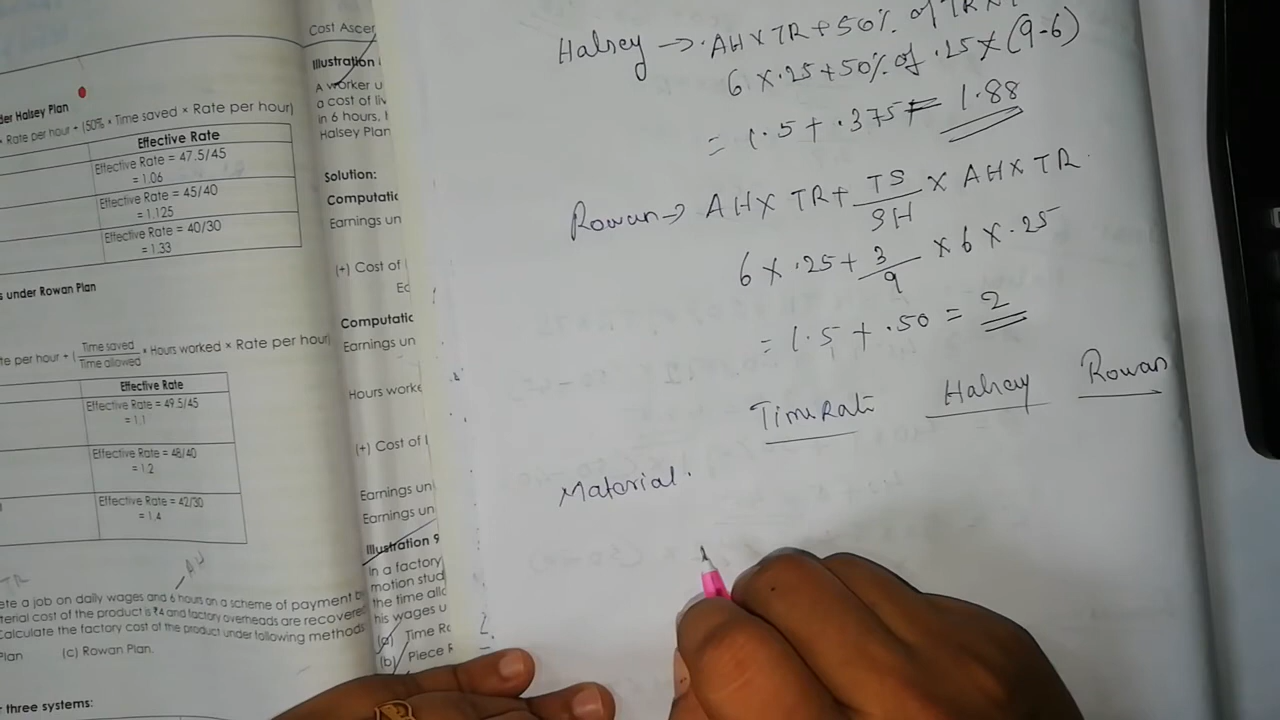 der Halsey Plan
Rate per hour + (50% × Time saved × Rate per hour)
Effective Rate
Effective Rate = 47.5/45
= 1.06
Effective Rate = 45/40
= 1.125
Effective Rate = 40/30
= 1.33
s under Rowan Plan
te per hour + ( Time saved
Time allowed × Hours worked × Rate per hour)
Effective Rate
Effective Rate = 49.5/45
= 1.1
Effective Rate = 48/40
= 1.2
Effective Rate = 42/30
= 1.4
TR
AH
ete a job on daily wages and 6 hours on a scheme of payment b
terial cost of the product is ₹4 and factory overheads are recovered
Calculate the factory cost of the product under following methods
Plan (c) Rowan Plan.
r three systems:
Cost Ascer
Illustration
A worker u
a cost of liv
in 6 hours, t
Halsey Plan
Solution:
Computatic
Earnings un
(+) Cost of
Ec
Computatic
Earnings un
Hours worke
(+) Cost of l
Earnings un
Earnings un
Illustration 9
In a factory
motion stud
the time allc
his wages u
(a) Time Ra
(b) Piece R
Halsey → AH × TR + 50% of TR ×
6 × .25 + 50% of .25 × (9-6)
= 1.5 + .375 = 1.88
Rowan → AH × TR + TS
SH × AH × TR.
6 × .25 + 3
9 × 6 × .25
= 1.5 + .50 = 2
Time Rate Halsey Rowan
Material.